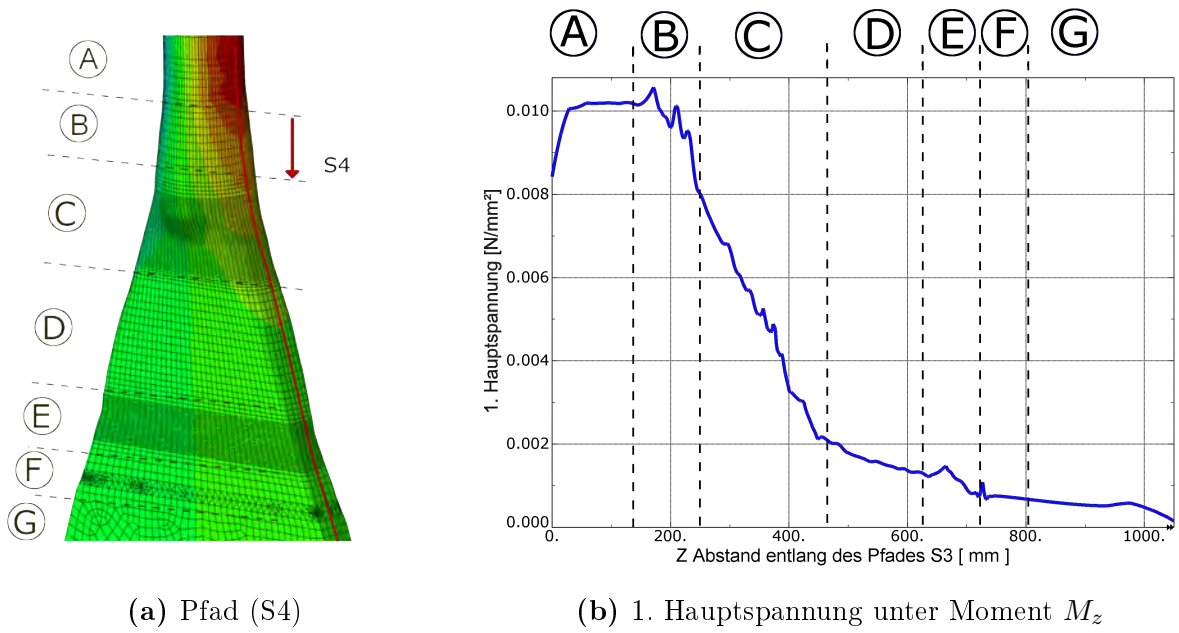 A
B
S4
C
D
E
F
G
A B C D E F G
1. Hauptspannung [N/mm²]
0.010
0.008
0.006
0.004
0.002
0.000
0. 200. 400. 600. 800. 1000.
Z Abstand entlang des Pfades S3 [ mm ]
(a) Pfad (S4)
(b) 1. Hauptspannung unter Moment Mz